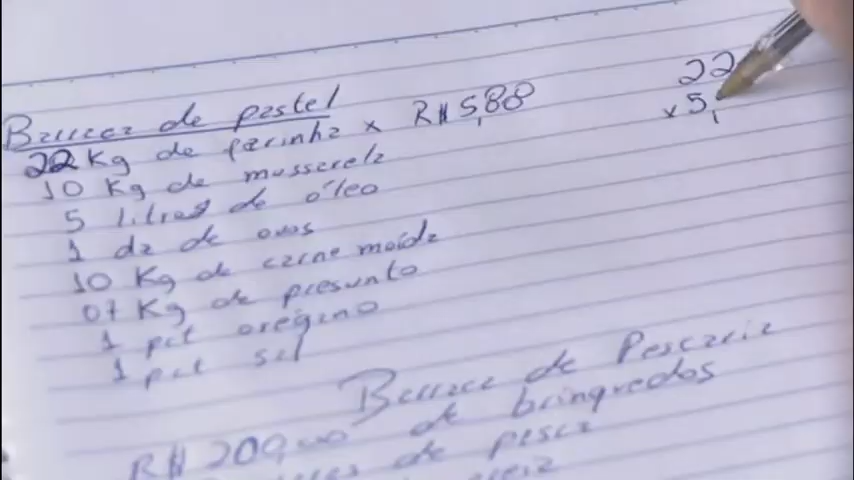 Barraca de pastel
22 Kg de farinha x R$ 5,88
10 Kg de mussarela
5 litros de óleo
1 dz de ovos
10 Kg de carne moída
07 Kg de presunto
1 pct orégano
1 pct sal
22
x 5,
Barraca de Pescaria
R$ 200,00 de brinquedos
de pesca
areia